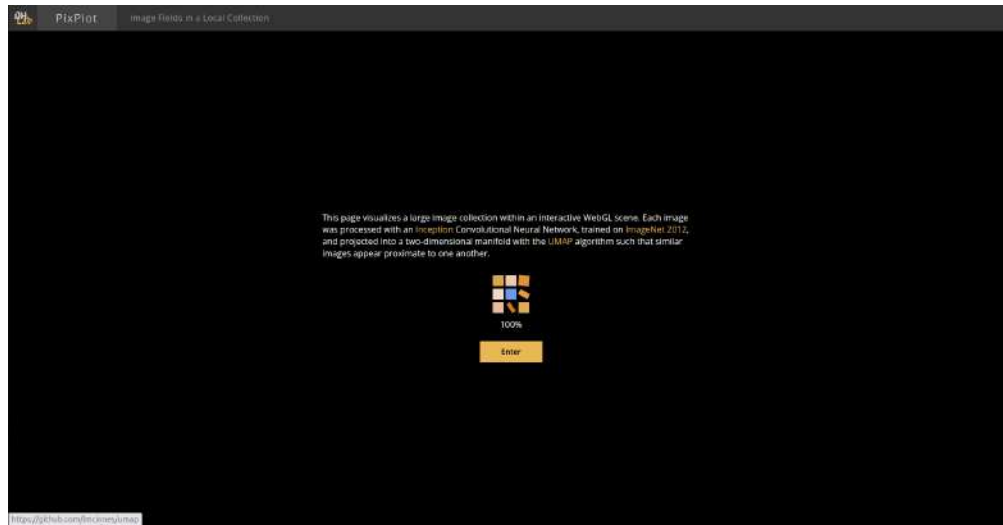 DH
Lab
PixPlot
Image Fields in a Local Collection
This page visualizes a large image collection within an interactive WebGL scene. Each image
was processed with an Inception Convolutional Neural Network, trained on ImageNet 2012,
and projected into a two-dimensional manifold with the UMAP algorithm such that similar
images appear proximate to one another.
100%
Enter
https://github.com/lmcinnes/umap